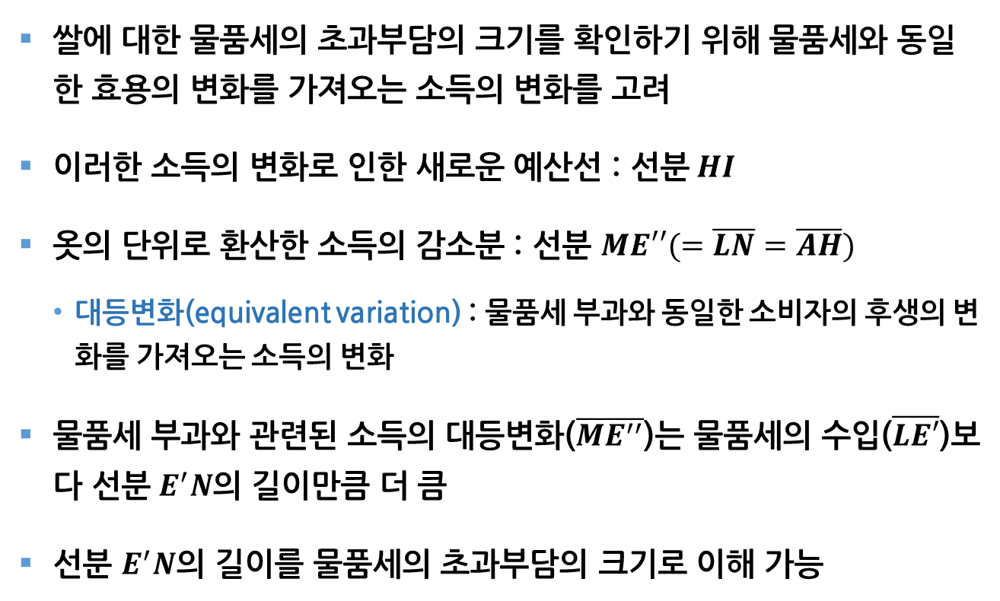 ▪ 쌀에 대한 물품세의 초과부담의 크기를 확인하기 위해 물품세와 동일
한 효용의 변화를 가져오는 소득의 변화를 고려
▪ 이러한 소득의 변화로 인한 새로운 예산선 : 선분 HI
▪ 옷의 단위로 환산한 소득의 감소분 : 선분 ME′′(= L̅N̅ = A̅H̅)
• 대등변화(equivalent variation) : 물품세 부과와 동일한 소비자의 후생의 변
화를 가져오는 소득의 변화
▪ 물품세 부과와 관련된 소득의 대등변화(M̅E̅′̅′̅)는 물품세의 수입(L̅E̅′̅)보
다 선분 E′N의 길이만큼 더 큼
▪ 선분 E′N의 길이를 물품세의 초과부담의 크기로 이해 가능